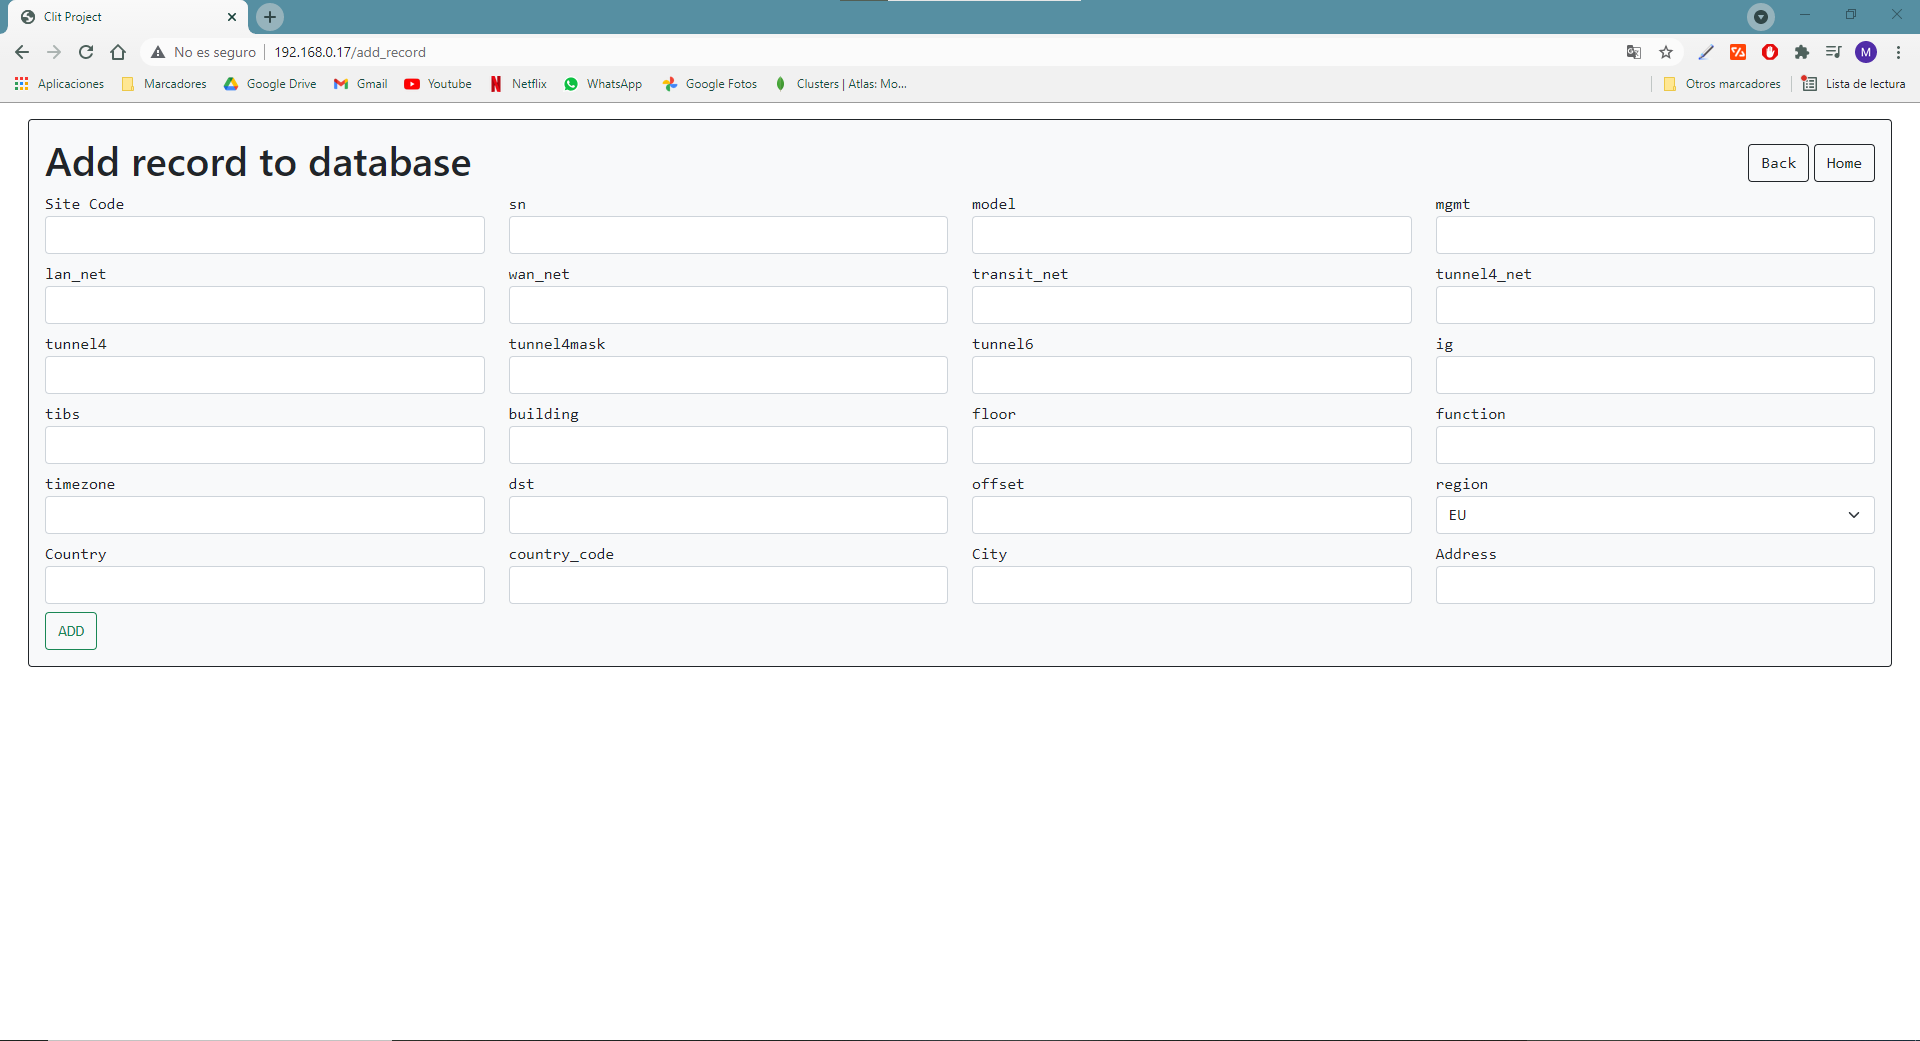 Clit Project
No es seguro 192.168.0.17/add_record
M
Aplicaciones Marcadores Google Drive Gmail Youtube Netflix WhatsApp Google Fotos Clusters | Atlas: Mo... Otros marcadores Lista de lectura
Add record to database
Back Home
Site Code sn model mgmt
lan_net wan_net transit_net tunnel4_net
tunnel4 tunnel4mask tunnel6 ig
tibs building floor function
timezone dst offset region
EU
Country country_code City Address
ADD